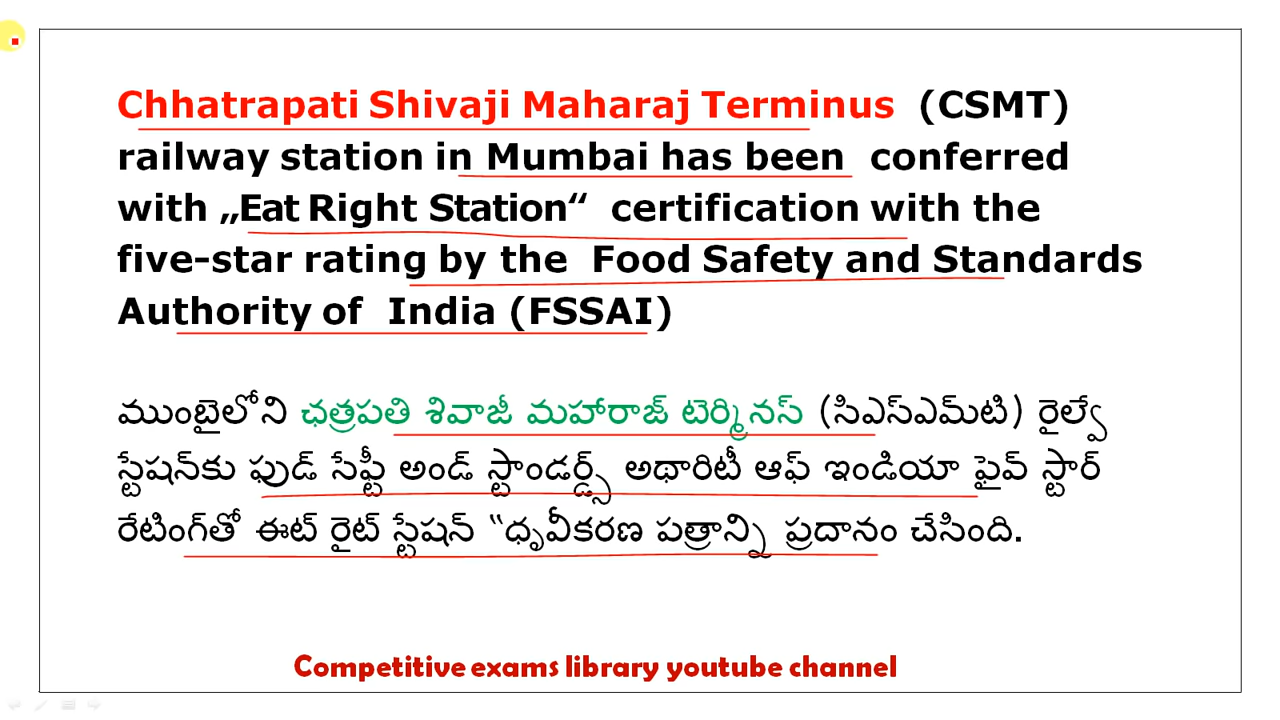 Chhatrapati Shivaji Maharaj Terminus (CSMT)
railway station in Mumbai has been conferred
with „Eat Right Station“ certification with the
five-star rating by the Food Safety and Standards
Authority of India (FSSAI)
ముంబైలోని ఛత్రపతి శివాజీ మహారాజ్ టెర్మినస్ (సిఎస్ఎమ్‌టి) రైల్వే
స్టేషన్‌కు ఫుడ్ సేఫ్టీ అండ్ స్టాండర్డ్స్ అథారిటీ ఆఫ్ ఇండియా ఫైవ్ స్టార్
రేటింగ్‌తో ఈట్ రైట్ స్టేషన్ “ధృవీకరణ పత్రాన్ని ప్రదానం చేసింది.
Competitive exams library youtube channel